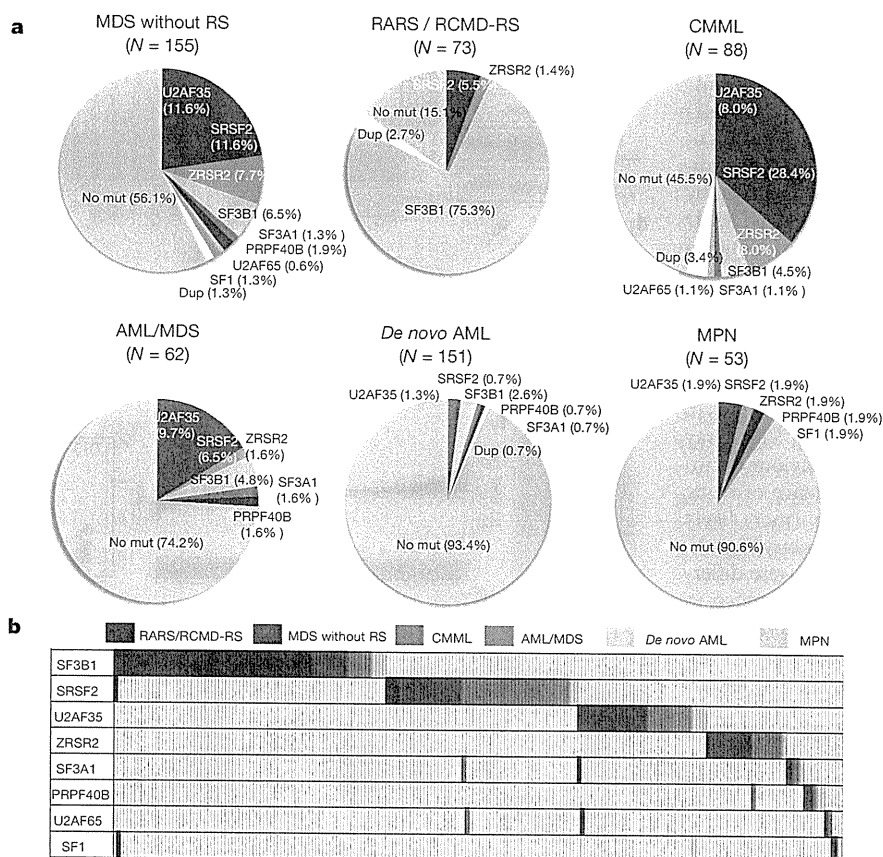 a
MDS without RS
(N = 155)
U2AF35
(11.6%)
SRSF2
(11.6%)
ZRSR2 (7.7%
SF3B1 (6.5%)
SF3A1 (1.3% )
PRPF40B (1.9%)
U2AF65 (0.6%)
SF1 (1.3%)
Dup (1.3%)
No mut (56.1%)
RARS / RCMD-RS
(N = 73)
SRSF2 (5.5%
ZRSR2 (1.4%)
No mut (15.1%
Dup (2.7%)
SF3B1 (75.3%)
CMML
(N = 88)
U2AF35
(8.0%)
SRSF2 (28.4%)
No mut (45.5%)
ZRSR2
(8.0%)
Dup (3.4%)
SF3B1 (4.5%)
U2AF65 (1.1%)
SF3A1 (1.1% )
AML/MDS
(N = 62)
U2AF35
(9.7%)
SRSF2
(6.5%)
ZRSR2
(1.6%)
SF3B1 (4.8%)
SF3A1
(1.6% )
PRPF40B
(1.6% )
No mut (74.2%)
De novo AML
(N = 151)
SRSF2 (0.7%)
U2AF35 (1.3%)
SF3B1 (2.6%)
PRPF40B (0.7%)
SF3A1 (0.7%)
Dup (0.7%)
No mut (93.4%)
MPN
(N = 53)
U2AF35 (1.9%)
SRSF2 (1.9%)
ZRSR2 (1.9%)
PRPF40B (1.9%)
SF1 (1.9%)
No mut (90.6%)
b
RARS/RCMD-RS
MDS without RS
CMML
AML/MDS
De novo AML
MPN
SF3B1
SRSF2
U2AF35
ZRSR2
SF3A1
PRPF40B
U2AF65
SF1